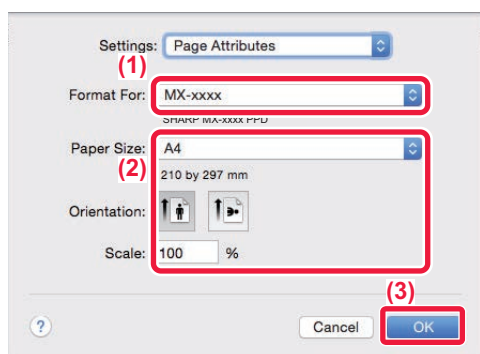 Settings: Page Attributes
(1)
Format For: MX-xxxx
SHARP MX-xxxx PPD
Paper Size: A4
(2)
210 by 297 mm
Orientation:
Scale: 100 %
(3)
? Cancel OK